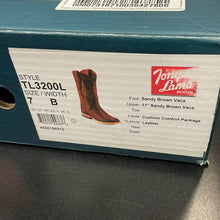 STYLE
TL3200L
SIZE / WIDTH
7 B
Tony Lama
BOOTS
Foot: Sandy Brown Vaca
Upper: 11" Sandy Brown Vaca
Toe:
Cushion Comfort Package
Outsole: Leather
Heel: